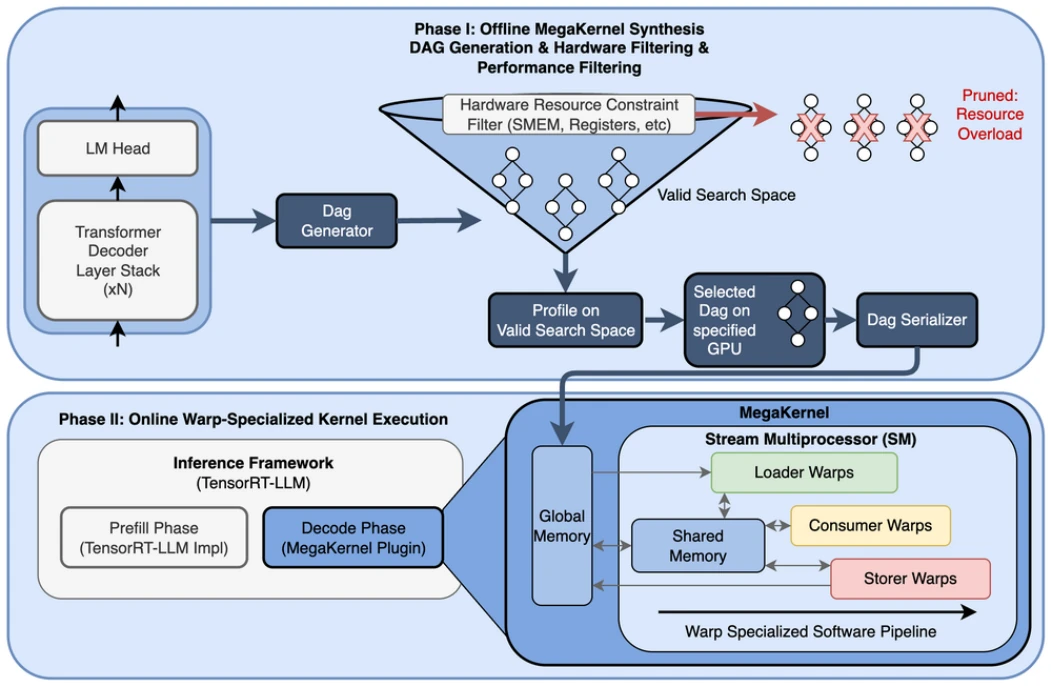 Phase I: Offline MegaKernel Synthesis
DAG Generation & Hardware Filtering &
Performance Filtering
Hardware Resource Constraint
Filter (SMEM, Registers, etc)
Pruned:
Resource
Overload
LM Head
Transformer
Decoder
Layer Stack
(xN)
Dag
Generator
Valid Search Space
Profile on
Valid Search Space
Selected
Dag on
specified
GPU
Dag Serializer
Phase II: Online Warp-Specialized Kernel Execution
Inference Framework
(TensorRT-LLM)
Prefill Phase
(TensorRT-LLM Impl)
Decode Phase
(MegaKernel Plugin)
MegaKernel
Stream Multiprocessor (SM)
Global
Memory
Loader Warps
Shared
Memory
Consumer Warps
Storer Warps
Warp Specialized Software Pipeline